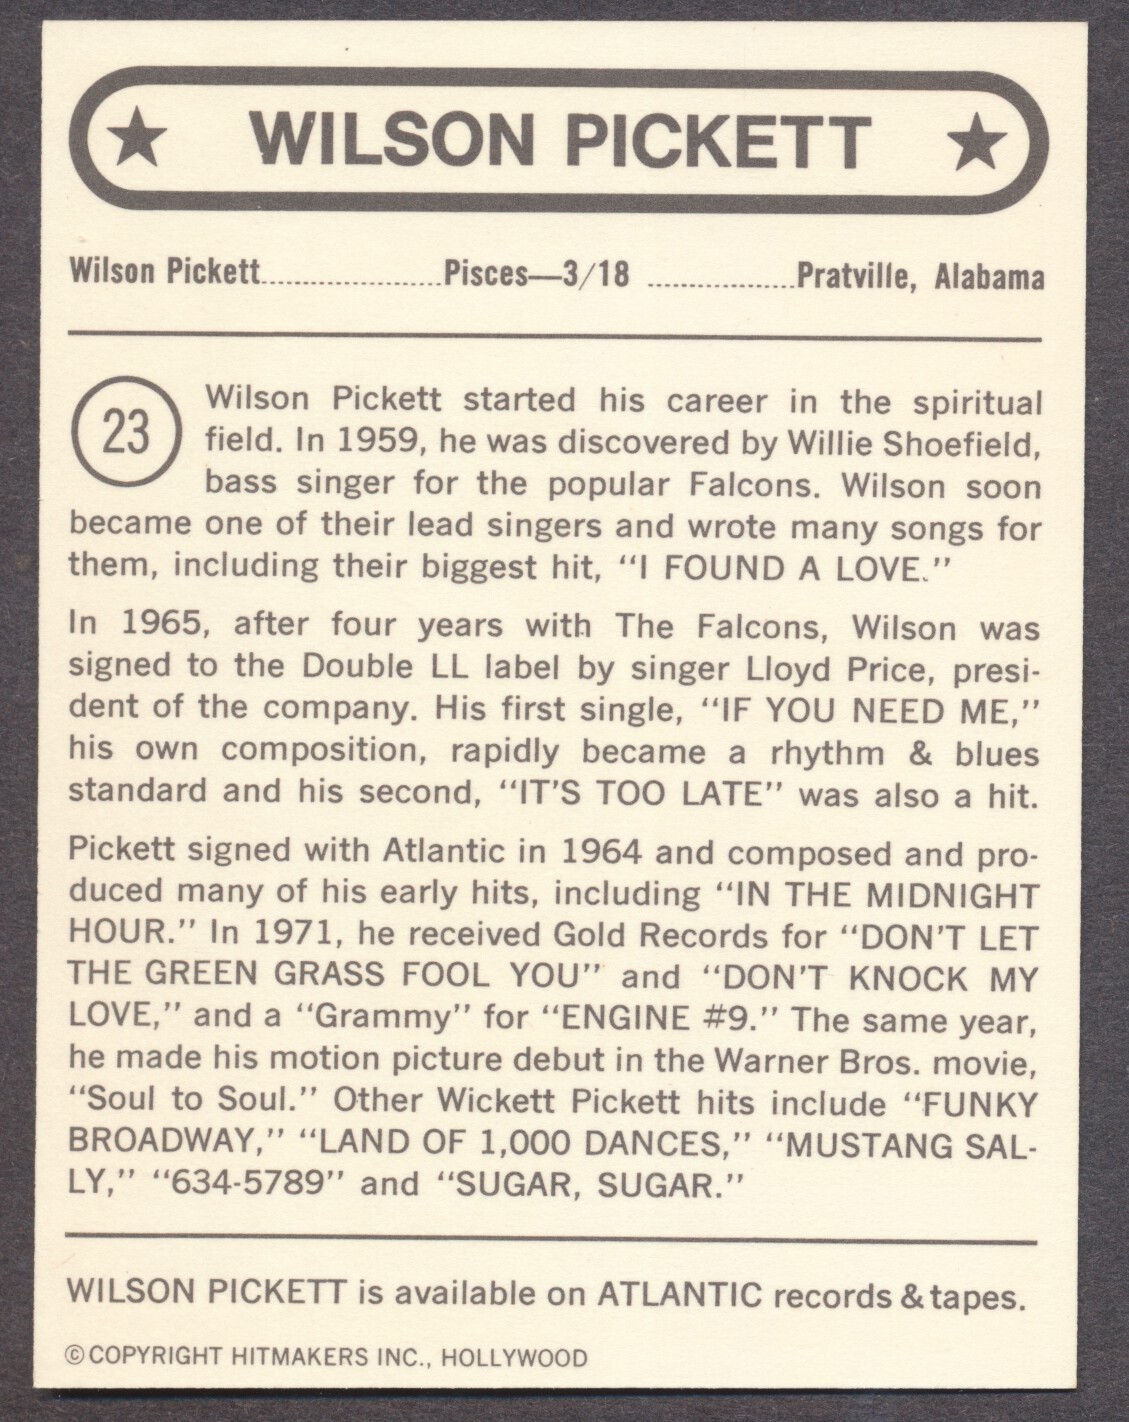 WILSON PICKETT
Wilson Pickett.....................Pisces—3/18 .................Pratville, Alabama
23
Wilson Pickett started his career in the spiritual
field. In 1959, he was discovered by Willie Shoefield,
bass singer for the popular Falcons. Wilson soon
became one of their lead singers and wrote many songs for
them, including their biggest hit, “I FOUND A LOVE.”
In 1965, after four years with The Falcons, Wilson was
signed to the Double LL label by singer Lloyd Price, presi-
dent of the company. His first single, “IF YOU NEED ME,”
his own composition, rapidly became a rhythm & blues
standard and his second, “IT’S TOO LATE” was also a hit.
Pickett signed with Atlantic in 1964 and composed and pro-
duced many of his early hits, including “IN THE MIDNIGHT
HOUR.” In 1971, he received Gold Records for “DON’T LET
THE GREEN GRASS FOOL YOU” and “DON’T KNOCK MY
LOVE,” and a “Grammy” for “ENGINE #9.” The same year,
he made his motion picture debut in the Warner Bros. movie,
“Soul to Soul.” Other Wickett Pickett hits include “FUNKY
BROADWAY,” “LAND OF 1,000 DANCES,” “MUSTANG SAL-
LY,” “634-5789” and “SUGAR, SUGAR.”
WILSON PICKETT is available on ATLANTIC records & tapes.
©COPYRIGHT HITMAKERS INC., HOLLYWOOD